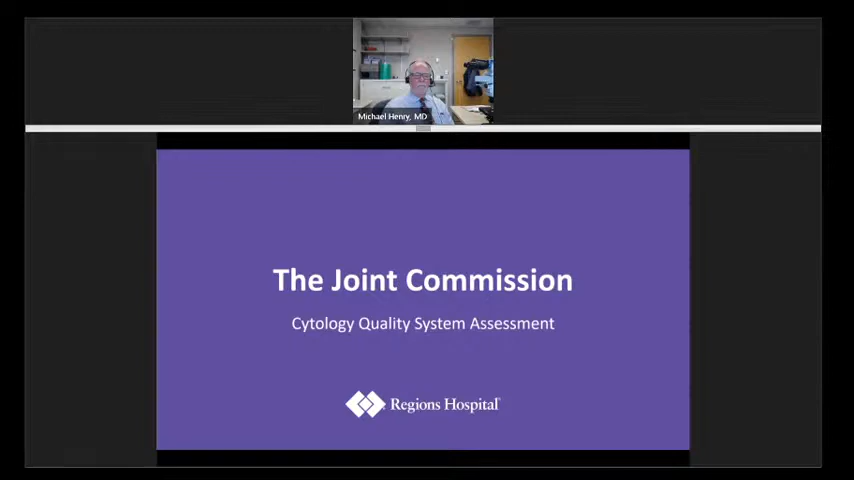 Michael Henry, MD
The Joint Commission
Cytology Quality System Assessment
Regions Hospital